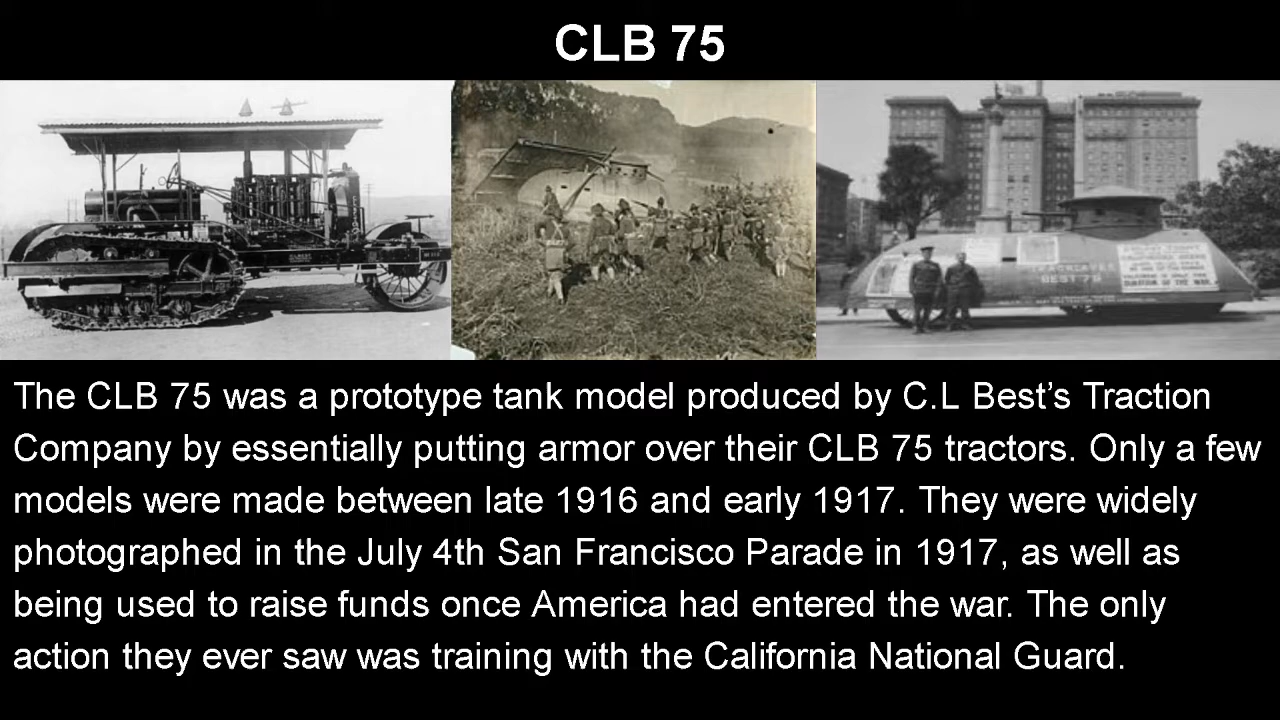 CLB 75
TRACKLAYER
BEST 75
The CLB 75 was a prototype tank model produced by C.L Best’s Traction
Company by essentially putting armor over their CLB 75 tractors. Only a few
models were made between late 1916 and early 1917. They were widely
photographed in the July 4th San Francisco Parade in 1917, as well as
being used to raise funds once America had entered the war. The only
action they ever saw was training with the California National Guard.